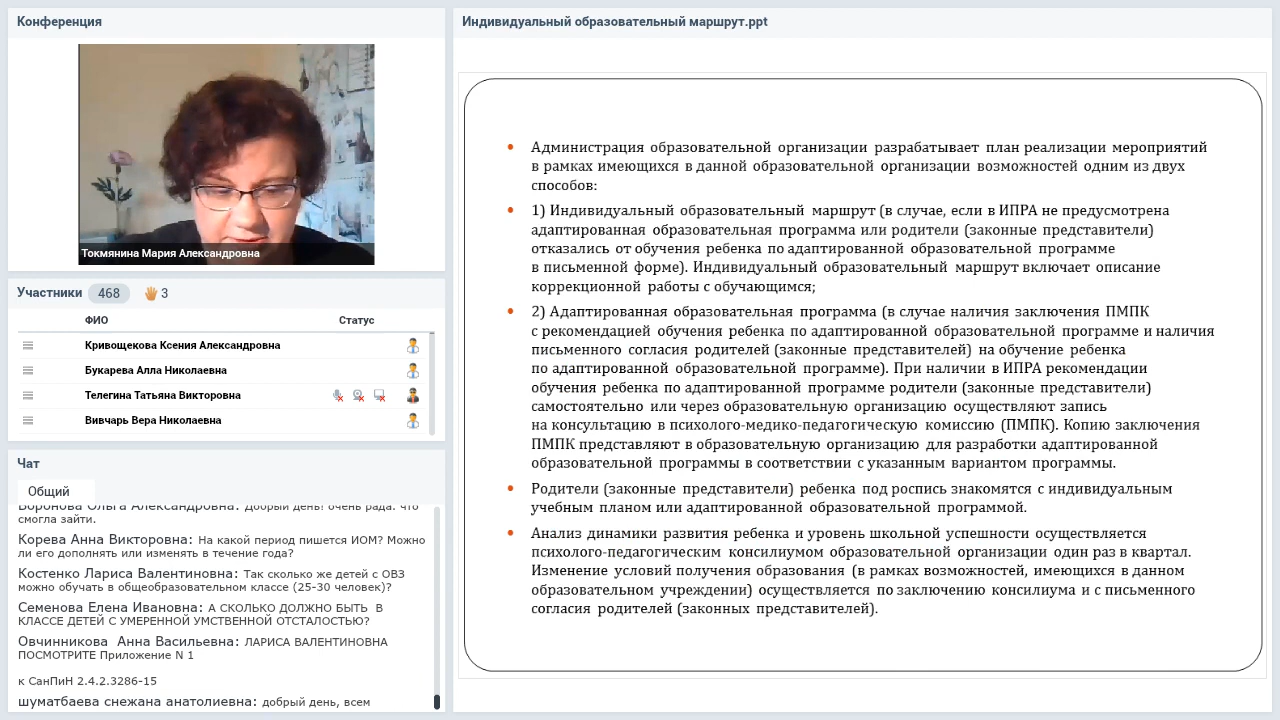 Конференция
Токмянина Мария Александровна
Участники 468 3
ФИО Статус
Кривощекова Ксения Александровна
Букарева Алла Николаевна
Телегина Татьяна Викторовна
Вивчарь Вера Николаевна
Чат
Общий
Воронова Ольга Александровна: Добрый день! очень рада. что
смогла зайти.
Корева Анна Викторовна: На какой период пишется ИОМ? Можно
ли его дополнять или изменять в течение года?
Костенко Лариса Валентиновна: Так сколько же детей с ОВЗ
можно обучать в общеобразовательном классе (25-30 человек)?
Семенова Елена Ивановна: А СКОЛЬКО ДОЛЖНО БЫТЬ В
КЛАССЕ ДЕТЕЙ С УМЕРЕННОЙ УМСТВЕННОЙ ОТСТАЛОСТЬЮ?
Овчинникова Анна Васильевна: ЛАРИСА ВАЛЕНТИНОВНА
ПОСМОТРИТЕ Приложение N 1
к СанПиН 2.4.2.3286-15
шуматбаева снежана анатолиевна: добрый день, всем
Индивидуальный образовательный маршрут.ppt
• Администрация образовательной организации разрабатывает план реализации мероприятий
в рамках имеющихся в данной образовательной организации возможностей одним из двух
способов:
• 1) Индивидуальный образовательный маршрут (в случае, если в ИПРА не предусмотрена
адаптированная образовательная программа или родители (законные представители)
отказались от обучения ребенка по адаптированной образовательной программе
в письменной форме). Индивидуальный образовательный маршрут включает описание
коррекционной работы с обучающимся;
• 2) Адаптированная образовательная программа (в случае наличия заключения ПМПК
с рекомендацией обучения ребенка по адаптированной образовательной программе и наличия
письменного согласия родителей (законные представителей) на обучение ребенка
по адаптированной образовательной программе). При наличии в ИПРА рекомендации
обучения ребенка по адаптированной программе родители (законные представители)
самостоятельно или через образовательную организацию осуществляют запись
на консультацию в психолого-медико-педагогическую комиссию (ПМПК). Копию заключения
ПМПК представляют в образовательную организацию для разработки адаптированной
образовательной программы в соответствии с указанным вариантом программы.
• Родители (законные представители) ребенка под роспись знакомятся с индивидуальным
учебным планом или адаптированной образовательной программой.
• Анализ динамики развития ребенка и уровень школьной успешности осуществляется
психолого-педагогическим консилиумом образовательной организации один раз в квартал.
Изменение условий получения образования (в рамках возможностей, имеющихся в данном
образовательном учреждении) осуществляется по заключению консилиума и с письменного
согласия родителей (законных представителей).